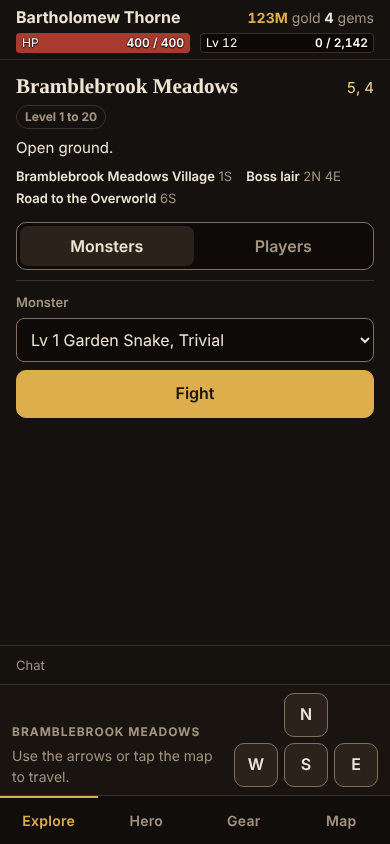 Bartholomew Thorne 123M gold 4 gems
HP 400 / 400 Lv 12 0 / 2,142
Bramblebrook Meadows 5, 4
Level 1 to 20
Open ground.
Bramblebrook Meadows Village 1S Boss lair 2N 4E
Road to the Overworld 6S
Monsters Players
Monster
Lv 1 Garden Snake, Trivial
Fight
Chat
N
BRAMBLEBROOK MEADOWS
Use the arrows or tap the map
to travel.
W S E
Explore Hero Gear Map